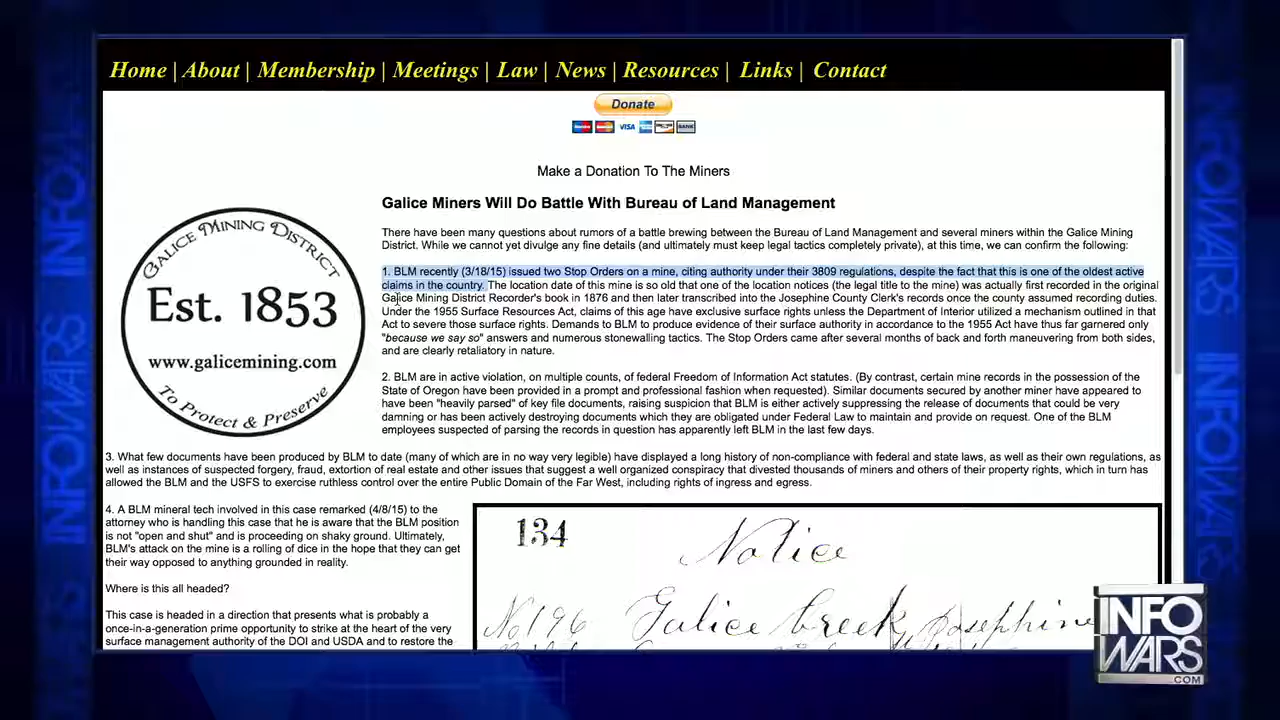 Home | About | Membership | Meetings | Law | News | Resources | Links | Contact
Donate
VISA
BANK
Make a Donation To The Miners
GALICE MINING DISTRICT
Est. 1853
www.galicemining.com
To Protect & Preserve
Galice Miners Will Do Battle With Bureau of Land Management
There have been many questions about rumors of a battle brewing between the Bureau of Land Management and several miners within the Galice Mining
District. While we cannot yet divulge any fine details (and ultimately must keep legal tactics completely private), at this time, we can confirm the following:
1. BLM recently (3/18/15) issued two Stop Orders on a mine, citing authority under their 3809 regulations, despite the fact that this is one of the oldest active
claims in the country. The location date of this mine is so old that one of the location notices (the legal title to the mine) was actually first recorded in the original
Galice Mining District Recorder's book in 1876 and then later transcribed into the Josephine County Clerk's records once the county assumed recording duties.
Under the 1955 Surface Resources Act, claims of this age have exclusive surface rights unless the Department of Interior utilized a mechanism outlined in that
Act to sever those surface rights. Demands to BLM to produce evidence of their surface authority in accordance to the 1955 Act have thus far garnered only
"because we say so" answers and numerous stonewalling tactics. The Stop Orders came after several months of back and forth maneuvering from both sides,
and are clearly retaliatory in nature.
2. BLM are in active violation, on multiple counts, of federal Freedom of Information Act statutes. (By contrast, certain mine records in the possession of the
State of Oregon have been provided in a prompt and professional fashion when requested). Similar documents secured by another miner have appeared to
have been "heavily parsed" of key file documents, raising suspicion that BLM is either actively suppressing the release of documents that could be very
damning or has been actively destroying documents which they are obligated under Federal Law to maintain and provide on request. One of the BLM
employees suspected of parsing the records in question has apparently left BLM in the last few days.
3. What few documents have been produced by BLM to date (many of which are in no way very legible) have displayed a long history of non-compliance with federal and state laws, as well as their own regulations, as
well as instances of suspected forgery, fraud, extortion of real estate and other issues that suggest a well organized conspiracy that divested thousands of miners and others of their property rights, which in turn has
allowed the BLM and the USFS to exercise ruthless control over the entire Public Domain of the Far West, including rights of ingress and egress.
4. A BLM mineral tech involved in this case remarked (4/8/15) to the
attorney who is handling this case that he is aware that the BLM position
is not "open and shut" and is proceeding on shaky ground. Ultimately,
BLM's attack on the mine is a rolling of dice in the hope that they can get
their way opposed to anything grounded in reality.
Where is this all headed?
This case is headed in a direction that presents what is probably a
once-in-a-generation prime opportunity to strike at the heart of the very
surface management authority of the DOI and USDA and to restore the
134
Notice
No 196 Galice Creek Josephine
INFO
WARS
.COM
INFOWARS
INFOWARS